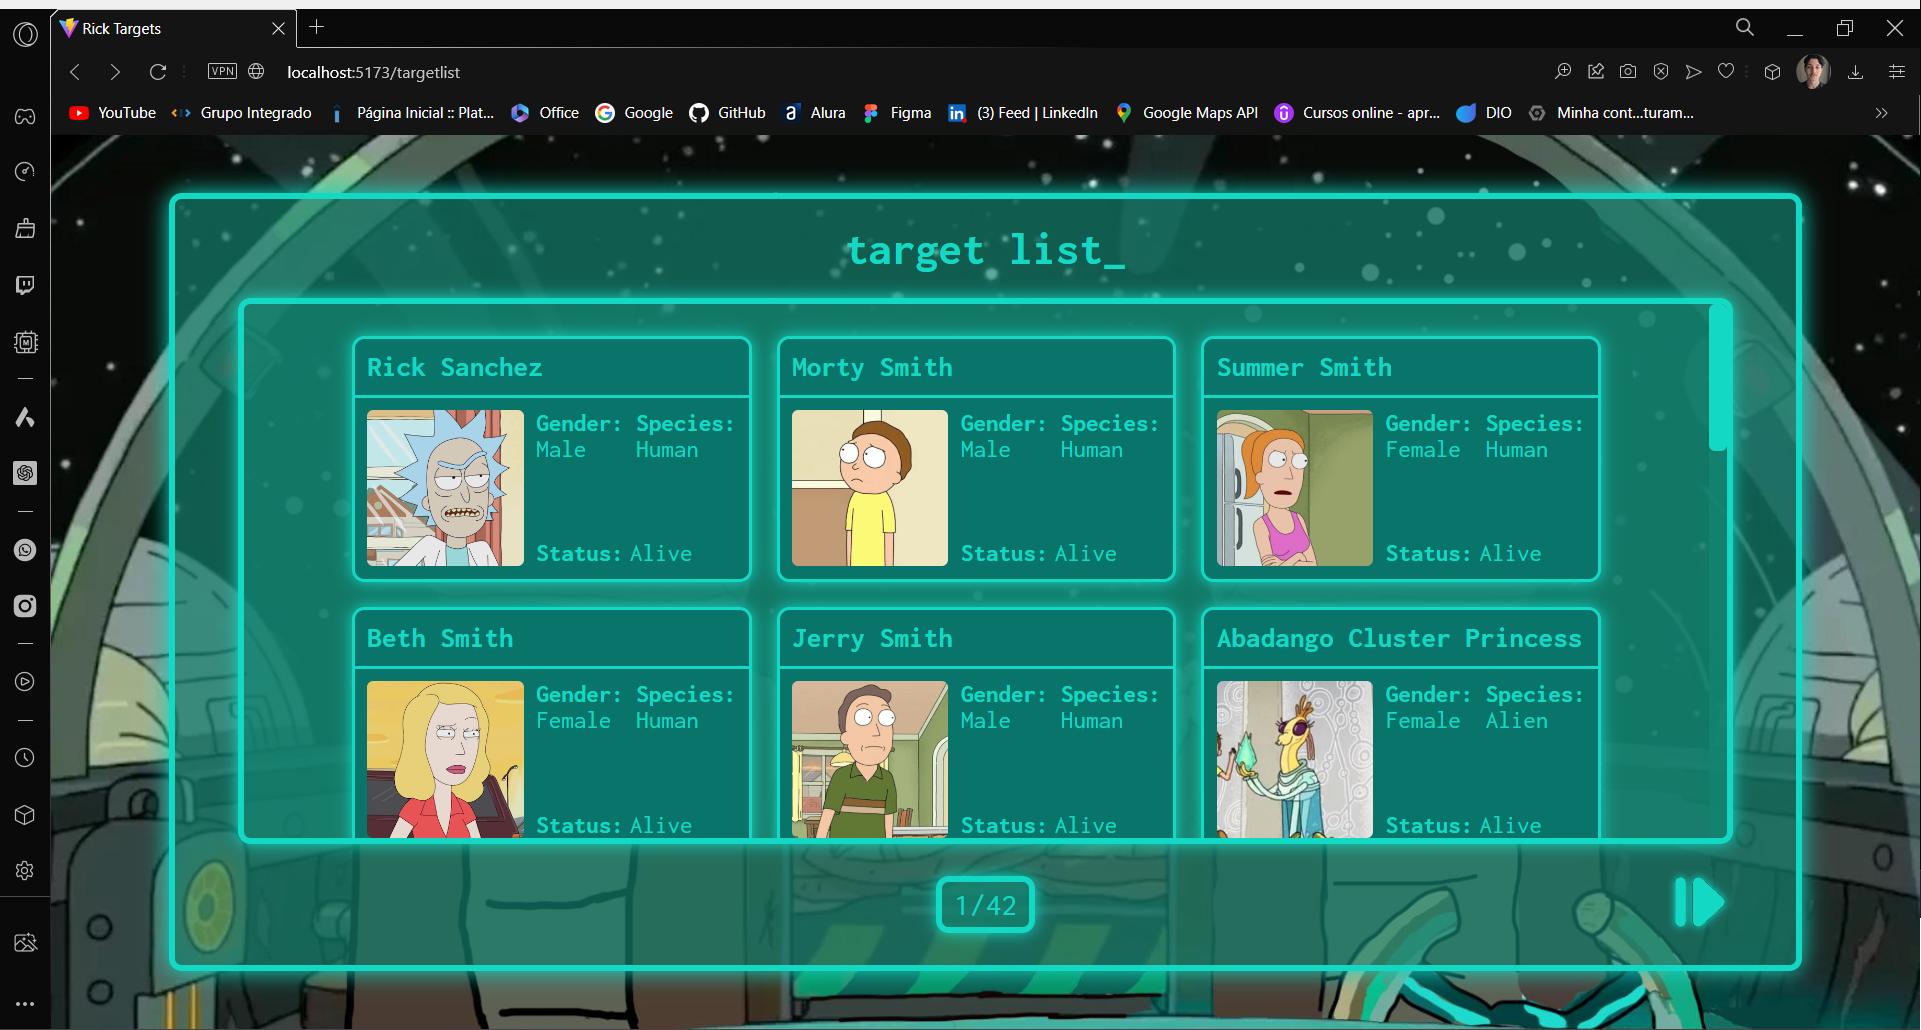 Rick Targets
VPN
localhost:5173/targetlist
YouTube
Grupo Integrado
Página Inicial :: Plat...
Office
Google
GitHub
Alura
Figma
(3) Feed | LinkedIn
Google Maps API
Cursos online - apr...
DIO
Minha cont...turam...
target list_
Rick Sanchez
Gender: Species:
Male Human
Status: Alive
Morty Smith
Gender: Species:
Male Human
Status: Alive
Summer Smith
Gender: Species:
Female Human
Status: Alive
Beth Smith
Gender: Species:
Female Human
Status: Alive
Jerry Smith
Gender: Species:
Male Human
Status: Alive
Abadango Cluster Princess
Gender: Species:
Female Alien
Status: Alive
1/42